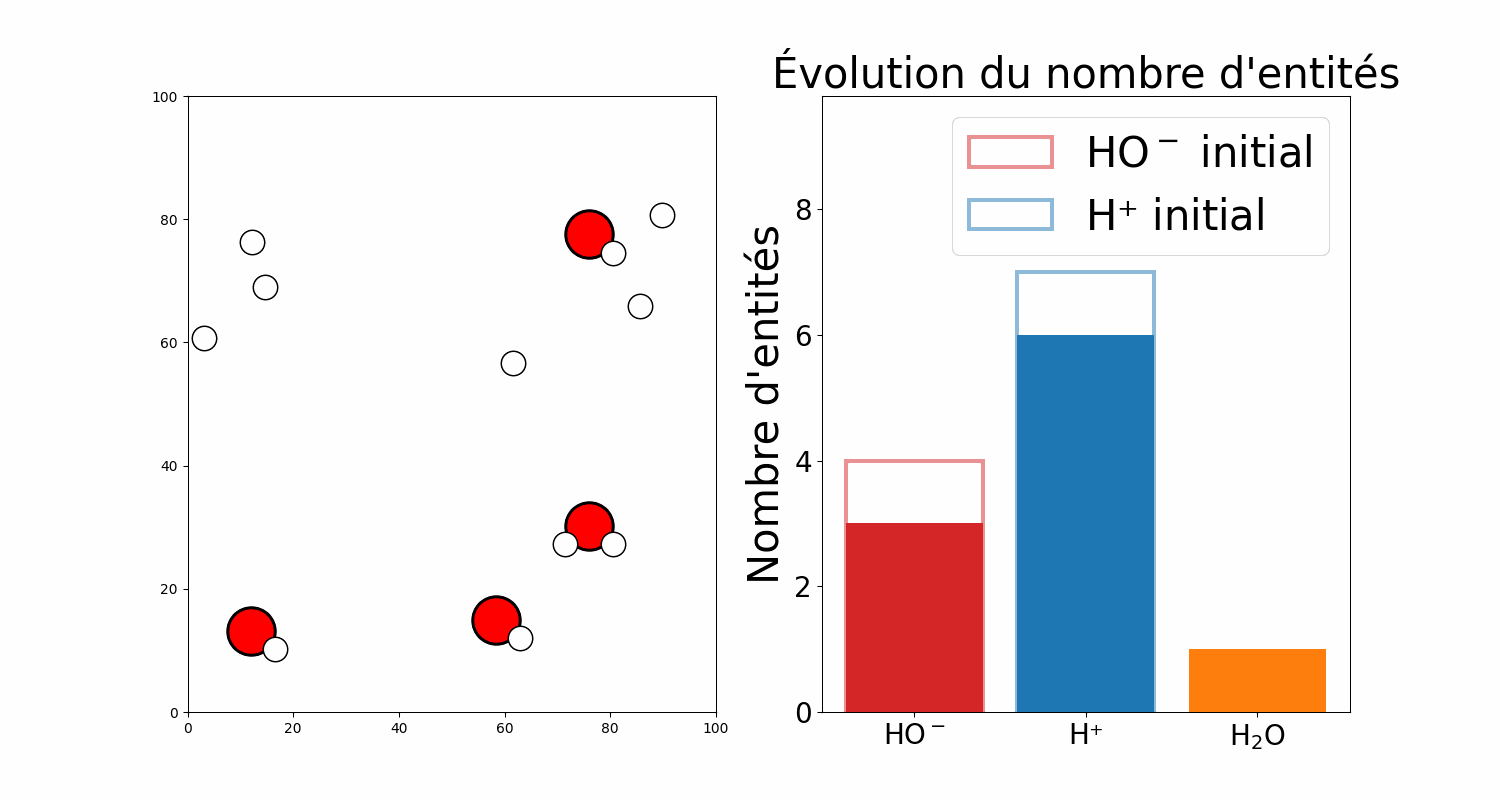 Évolution du nombre d'entités
100
80
60
40
20
0
0 20 40 60 80 100
Nombre d'entités
8
6
4
2
0
HO⁻ initial
H⁺ initial
HO⁻ H⁺ H₂O